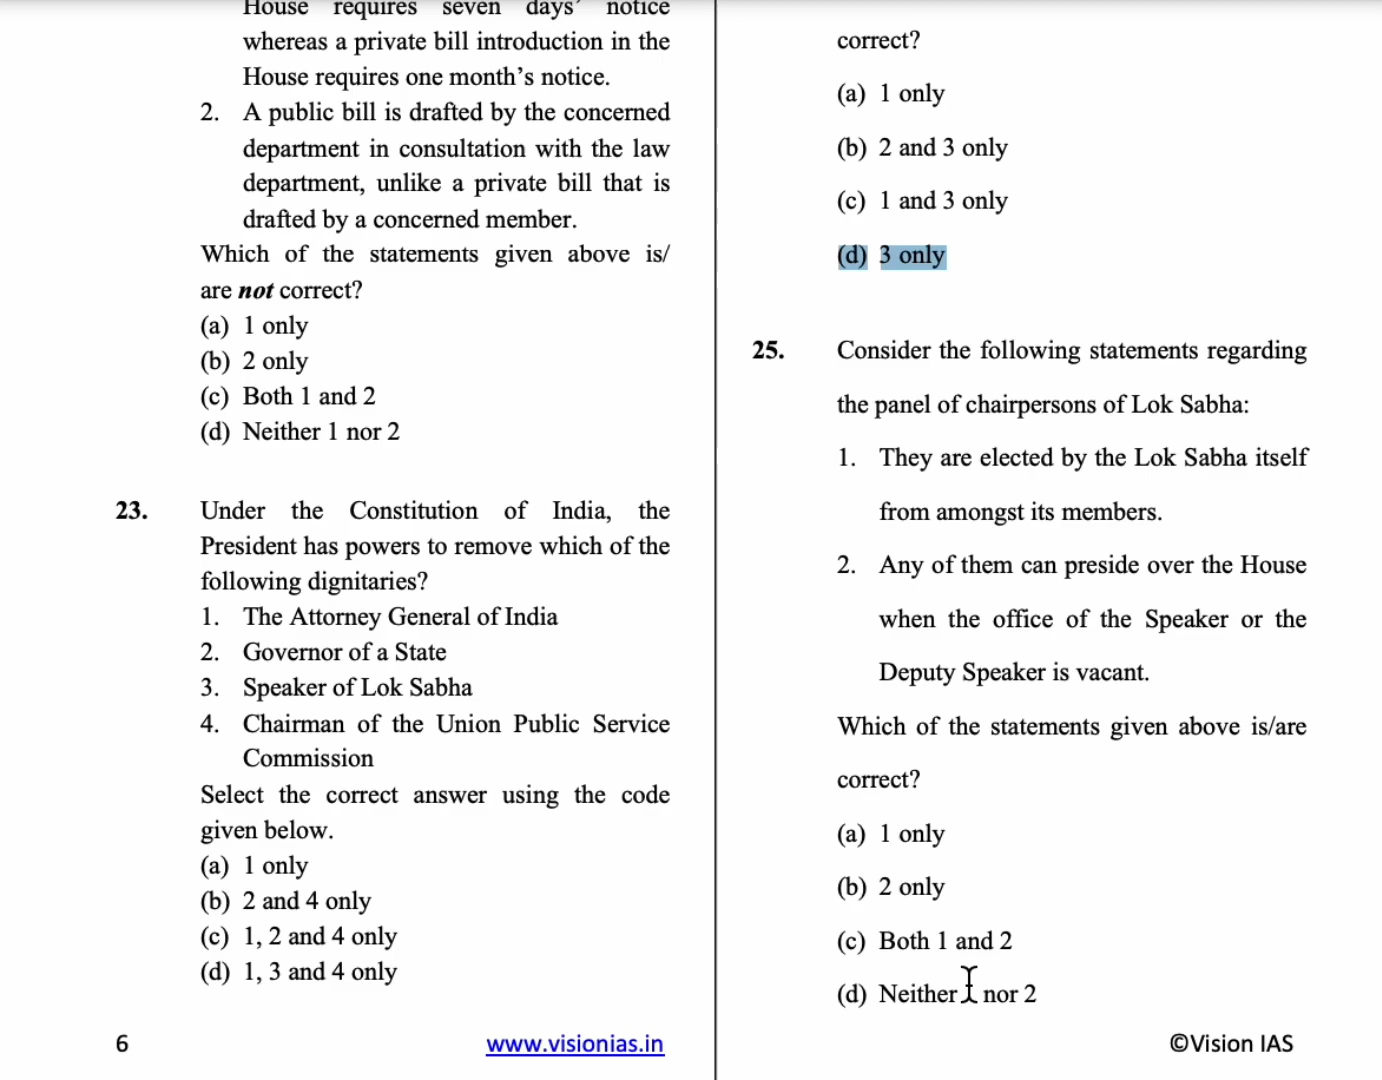 House requires seven days' notice
whereas a private bill introduction in the
House requires one month's notice.
2. A public bill is drafted by the concerned
department in consultation with the law
department, unlike a private bill that is
drafted by a concerned member.
Which of the statements given above is/
are not correct?
(a) 1 only
(b) 2 only
(c) Both 1 and 2
(d) Neither 1 nor 2
23. Under the Constitution of India, the
President has powers to remove which of the
following dignitaries?
1. The Attorney General of India
2. Governor of a State
3. Speaker of Lok Sabha
4. Chairman of the Union Public Service
Commission
Select the correct answer using the code
given below.
(a) 1 only
(b) 2 and 4 only
(c) 1, 2 and 4 only
(d) 1, 3 and 4 only
correct?
(a) 1 only
(b) 2 and 3 only
(c) 1 and 3 only
(d) 3 only
25. Consider the following statements regarding
the panel of chairpersons of Lok Sabha:
1. They are elected by the Lok Sabha itself
from amongst its members.
2. Any of them can preside over the House
when the office of the Speaker or the
Deputy Speaker is vacant.
Which of the statements given above is/are
correct?
(a) 1 only
(b) 2 only
(c) Both 1 and 2
(d) Neither 1 nor 2
6 www.visionias.in ©Vision IAS